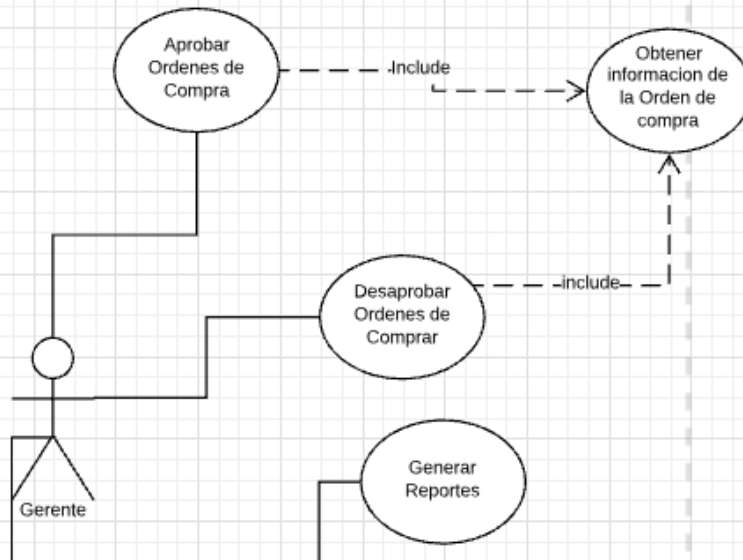 Aprobar
Ordenes de
Compra
Include
Obtener
informacion de
la Orden de
compra
include
Desaprobar
Ordenes de
Comprar
Generar
Reportes
Gerente